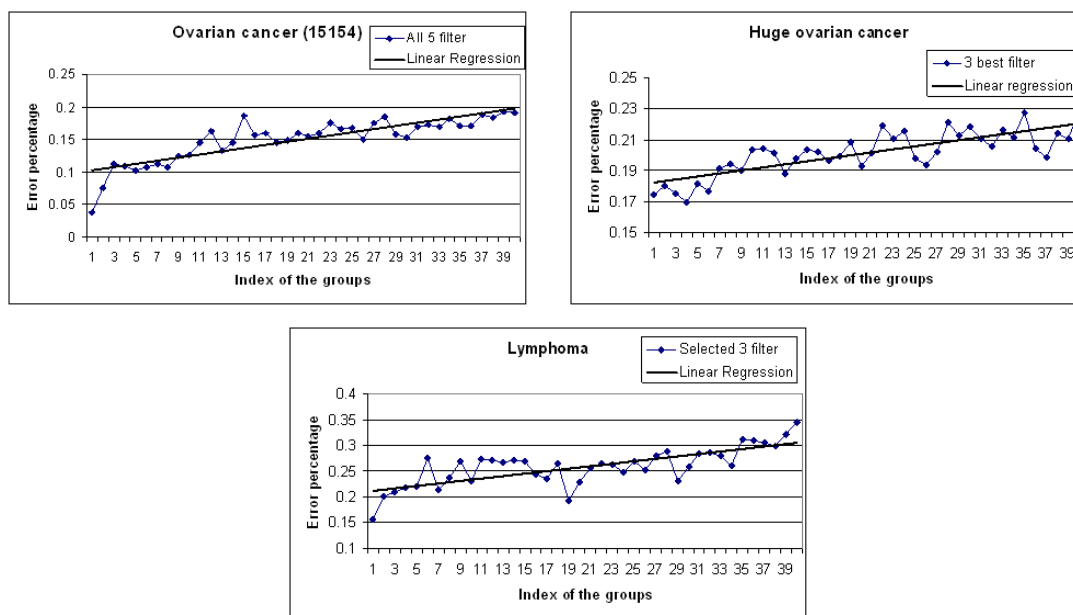 Ovarian cancer (15154)
All 5 filter
Linear Regression
Error percentage
0.25
0.2
0.15
0.1
0.05
0
1 3 5 7 9 11 13 15 17 19 21 23 25 27 29 31 33 35 37 39
Index of the groups
Huge ovarian cancer
3 best filter
Linear regression
Error percentage
0.25
0.23
0.21
0.19
0.17
0.15
1 3 5 7 9 11 13 15 17 19 21 23 25 27 29 31 33 35 37 39
Index of the groups
Lymphoma
Selected 3 filter
Linear Regression
Error percentage
0.4
0.35
0.3
0.25
0.2
0.15
0.1
1 3 5 7 9 11 13 15 17 19 21 23 25 27 29 31 33 35 37 39
Index of the groups